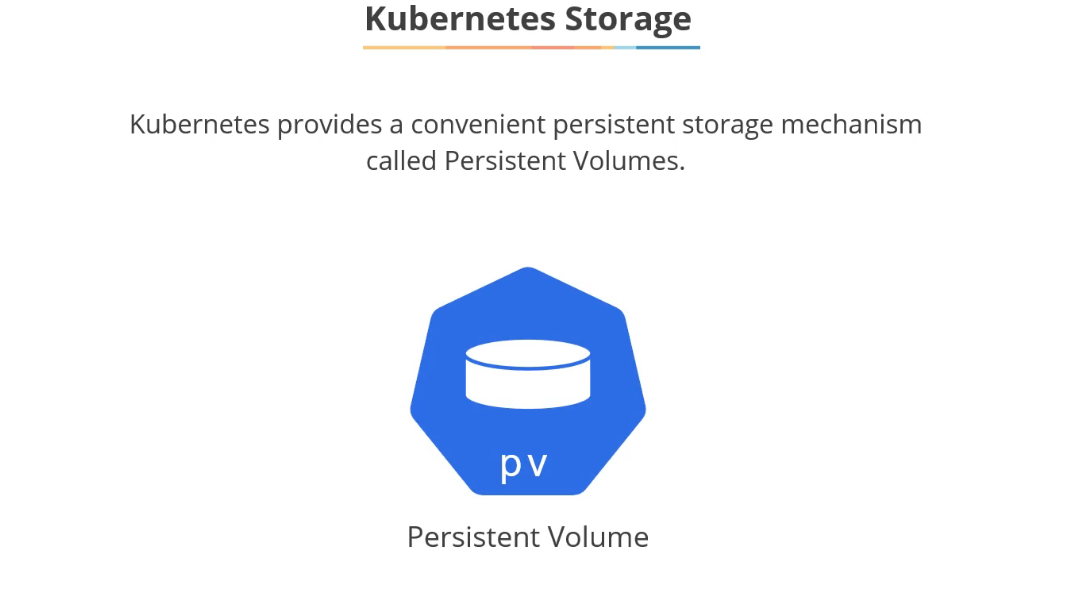 Kubernetes Storage
Kubernetes provides a convenient persistent storage mechanism
called Persistent Volumes.
pv
Persistent Volume